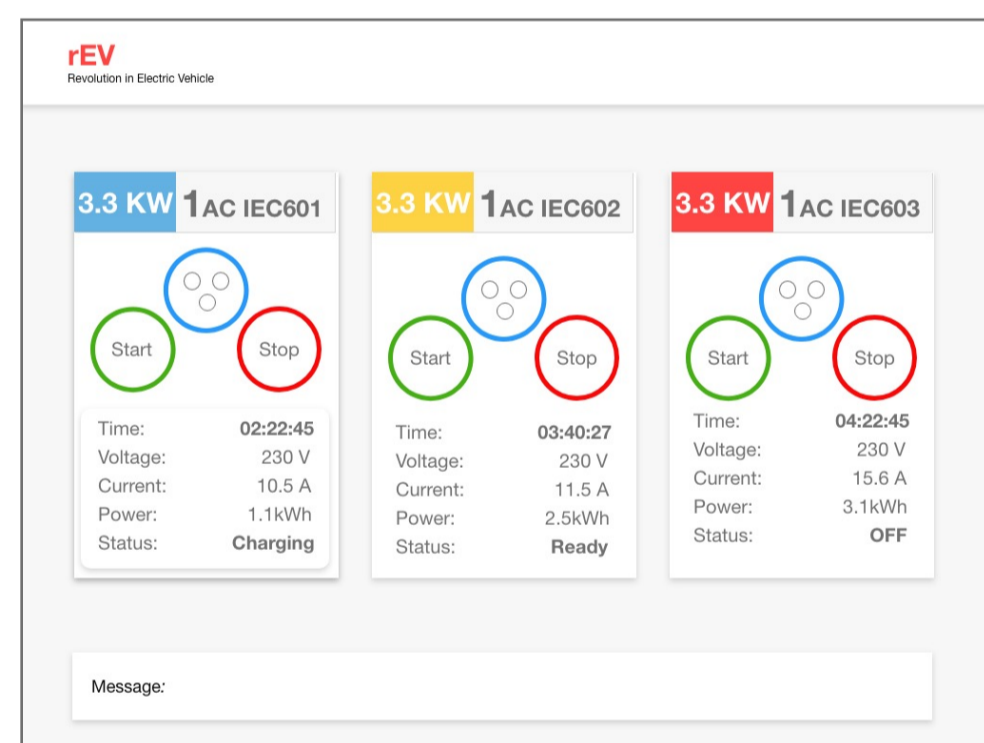 rEV
Revolution in Electric Vehicle
3.3 KW 1AC IEC601
Start
Stop
Time: 02:22:45
Voltage: 230 V
Current: 10.5 A
Power: 1.1kWh
Status: Charging
3.3 KW 1AC IEC602
Start
Stop
Time: 03:40:27
Voltage: 230 V
Current: 11.5 A
Power: 2.5kWh
Status: Ready
3.3 KW 1AC IEC603
Start
Stop
Time: 04:22:45
Voltage: 230 V
Current: 15.6 A
Power: 3.1kWh
Status: OFF
Message: